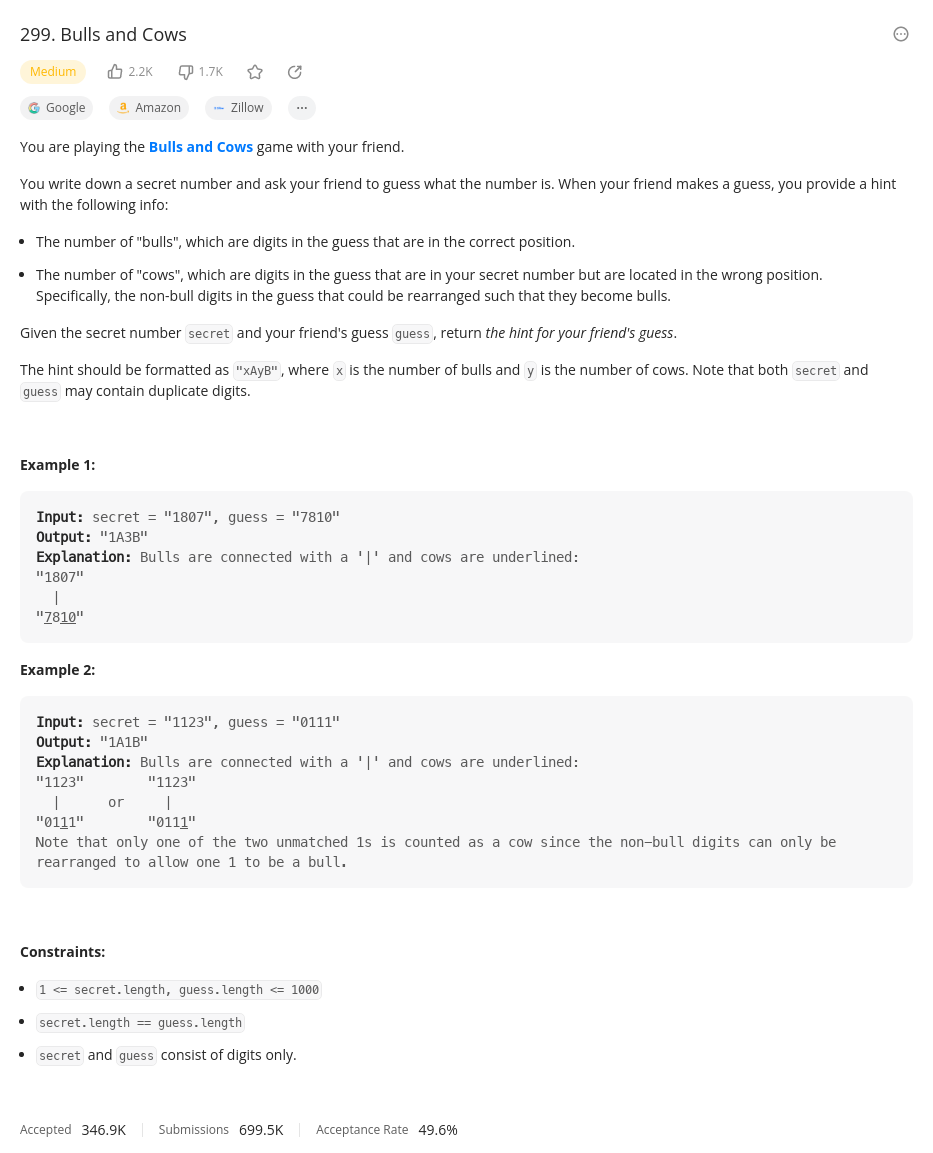 299. Bulls and Cows
Medium 2.2K 1.7K
Google Amazon Zillow ...
You are playing the Bulls and Cows game with your friend.
You write down a secret number and ask your friend to guess what the number is. When your friend makes a guess, you provide a hint
with the following info:
• The number of "bulls", which are digits in the guess that are in the correct position.
• The number of "cows", which are digits in the guess that are in your secret number but are located in the wrong position.
Specifically, the non-bull digits in the guess that could be rearranged such that they become bulls.
Given the secret number secret and your friend's guess guess, return the hint for your friend's guess.
The hint should be formatted as "xAyB", where x is the number of bulls and y is the number of cows. Note that both secret and
guess may contain duplicate digits.
Example 1:
Input: secret = "1807", guess = "7810"
Output: "1A3B"
Explanation: Bulls are connected with a '|' and cows are underlined:
"1807"
  |
"7810"
Example 2:
Input: secret = "1123", guess = "0111"
Output: "1A1B"
Explanation: Bulls are connected with a '|' and cows are underlined:
"1123"        "1123"
  |      or     |
"0111"        "0111"
Note that only one of the two unmatched 1s is counted as a cow since the non-bull digits can only be
rearranged to allow one 1 to be a bull.
Constraints:
• 1 <= secret.length, guess.length <= 1000
• secret.length == guess.length
• secret and guess consist of digits only.
Accepted 346.9K Submissions 699.5K Acceptance Rate 49.6%